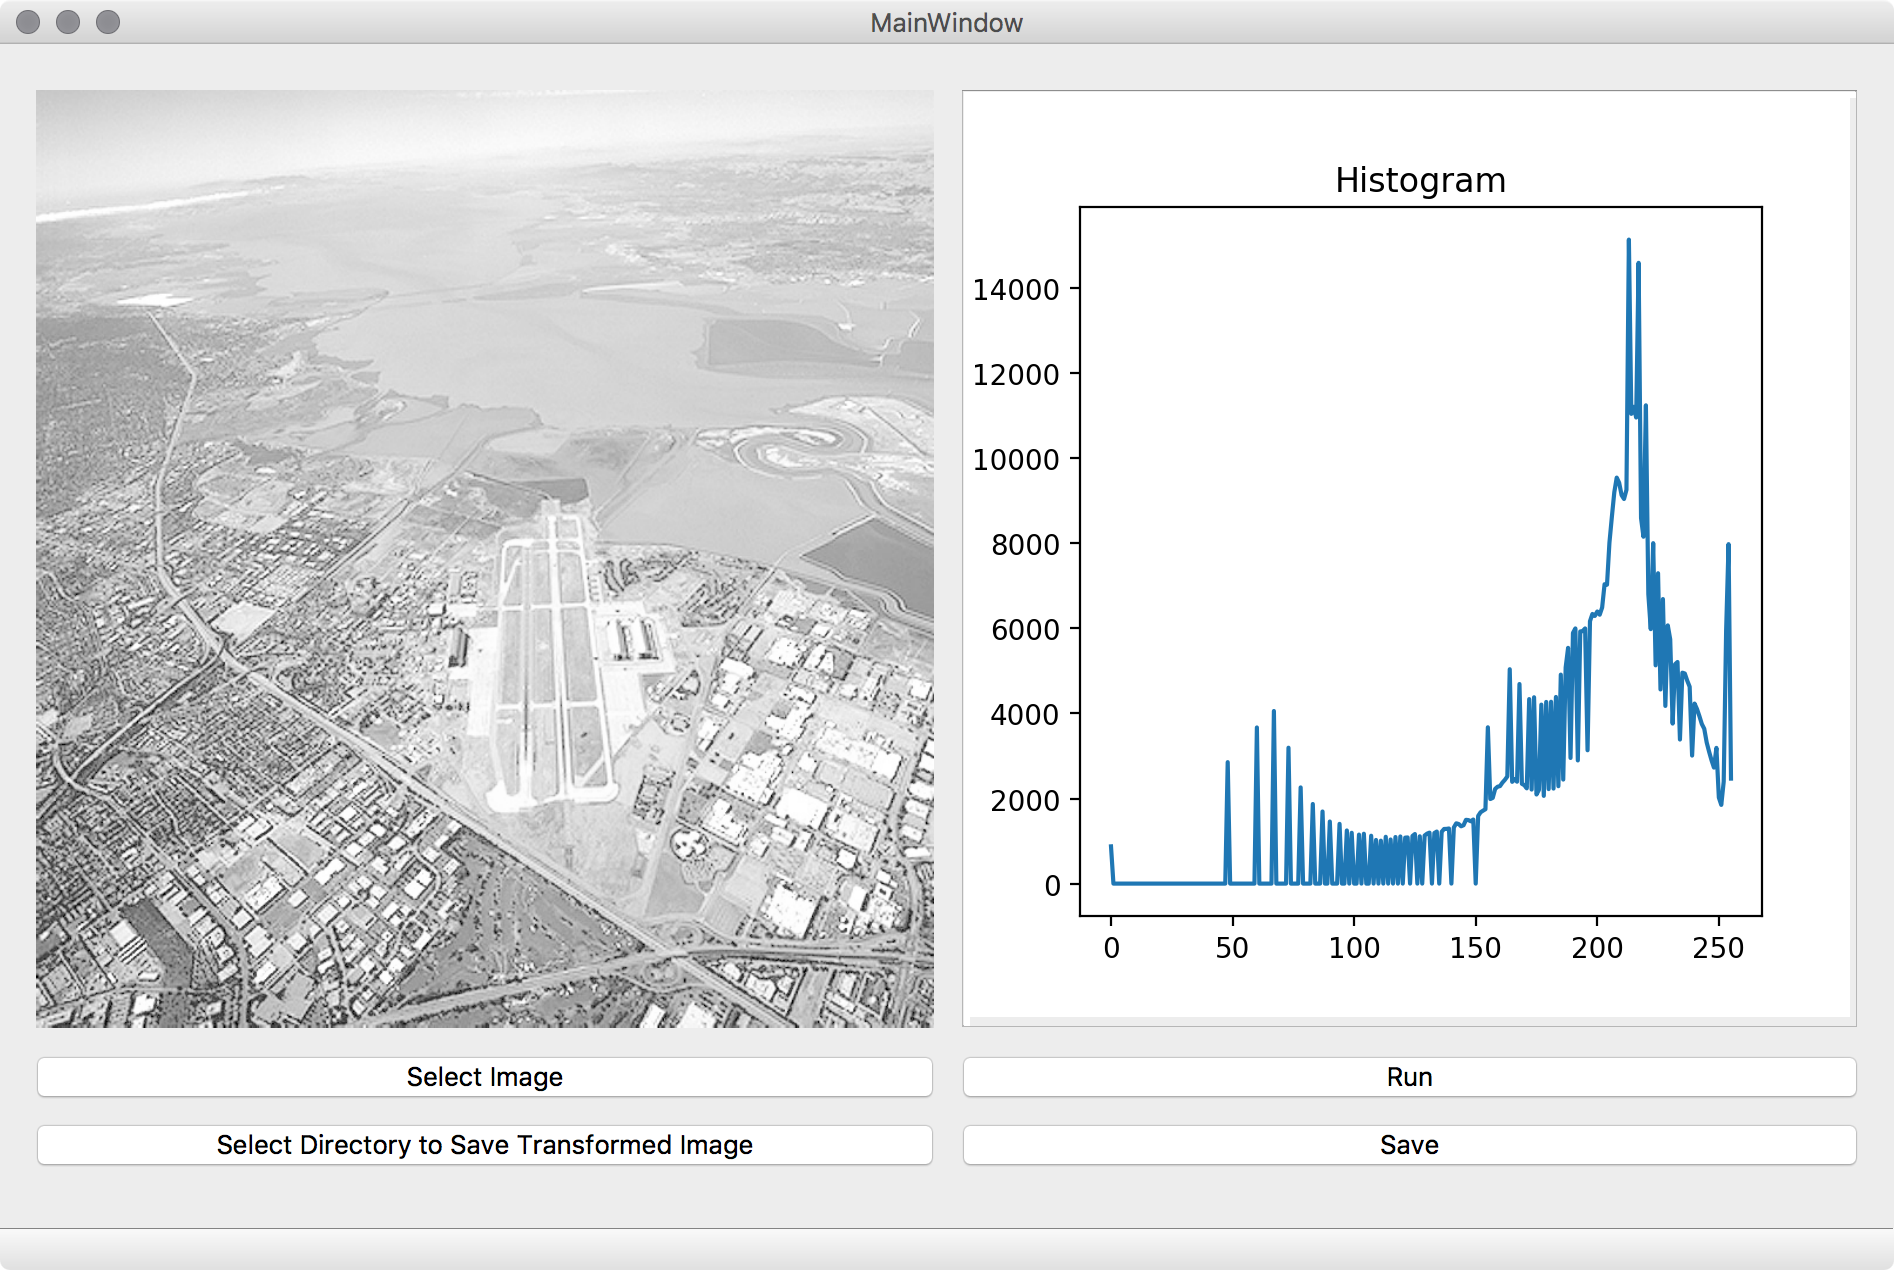 MainWindow
Histogram
14000
12000
10000
8000
6000
4000
2000
0
0 50 100 150 200 250
Select Image
Run
Select Directory to Save Transformed Image
Save